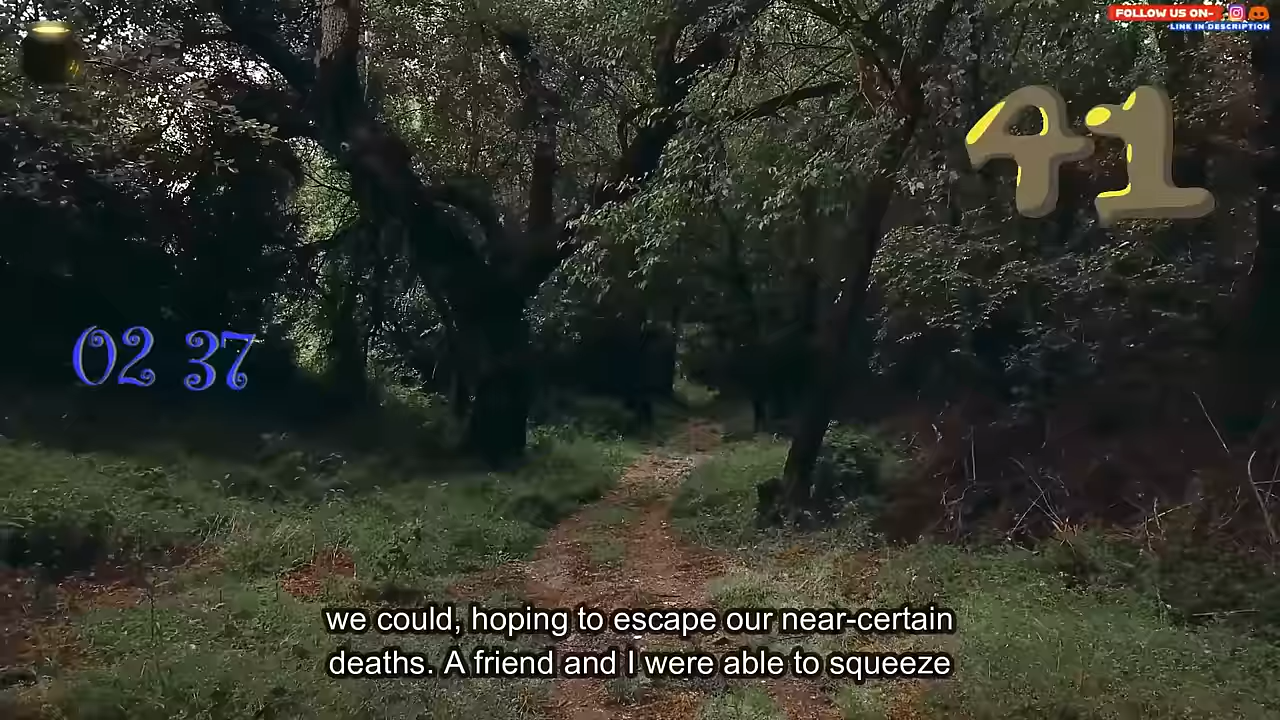 FOLLOW US ON-
LINK IN DESCRIPTION
41
02 37
we could, hoping to escape our near-certain
deaths. A friend and I were able to squeeze